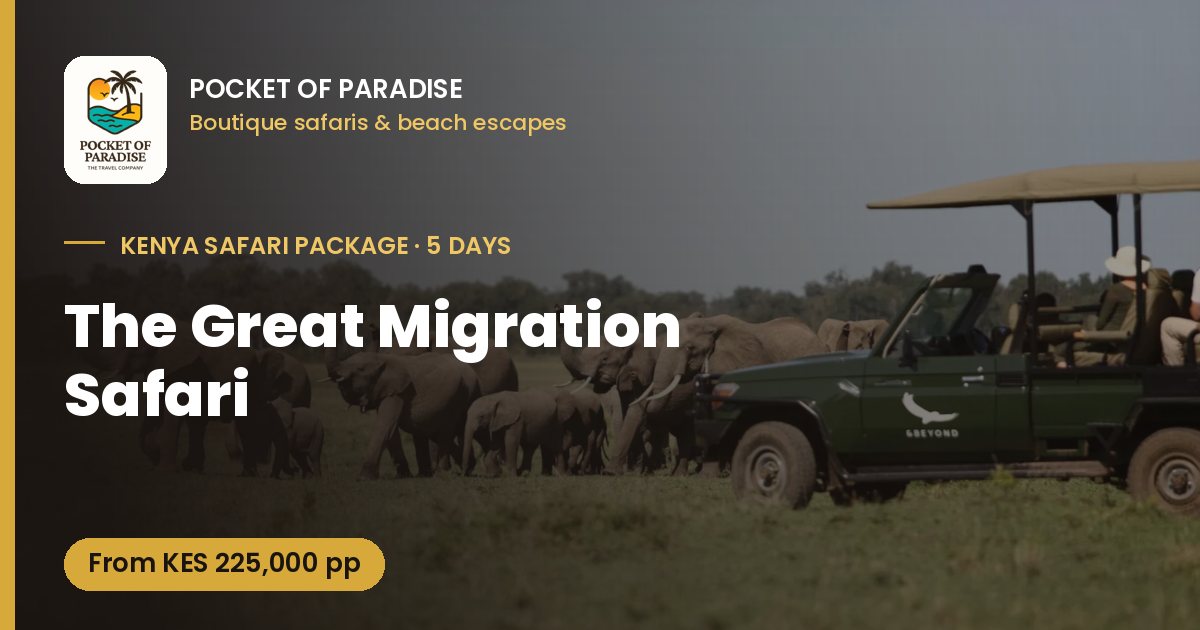 POCKET OF PARADISE
Boutique safaris & beach escapes
POCKET OF
PARADISE
THE TRAVEL COMPANY
KENYA SAFARI PACKAGE · 5 DAYS
The Great Migration
Safari
&BEYOND
From KES 225,000 pp